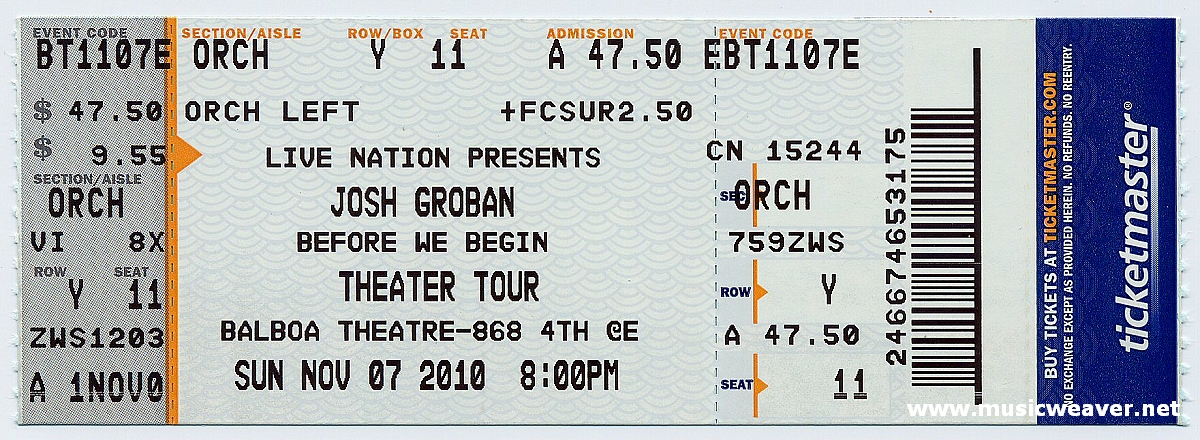 EVENT CODE
BT1107E
$ 47.50
$ 9.55
SECTION/AISLE
ORCH
VI 8X
ROW SEAT
Y 11
ZWS1203
A 1NOV0
SECTION/AISLE ROW/BOX SEAT ADMISSION
ORCH Y 11 A 47.50
ORCH LEFT +FCSUR2.50
LIVE NATION PRESENTS
JOSH GROBAN
BEFORE WE BEGIN
THEATER TOUR
BALBOA THEATRE-868 4TH @E
SUN NOV 07 2010 8:00PM
EVENT CODE
EBT1107E
CN 15244
SEC ORCH
759ZWS
ROW Y
A 47.50
SEAT 11
246674653175
BUY TICKETS AT TICKETMASTER.COM
NO EXCHANGE EXCEPT AS PROVIDED HEREIN. NO REFUNDS. NO REENTRY.
ticketmaster®
www.musicweaver.net